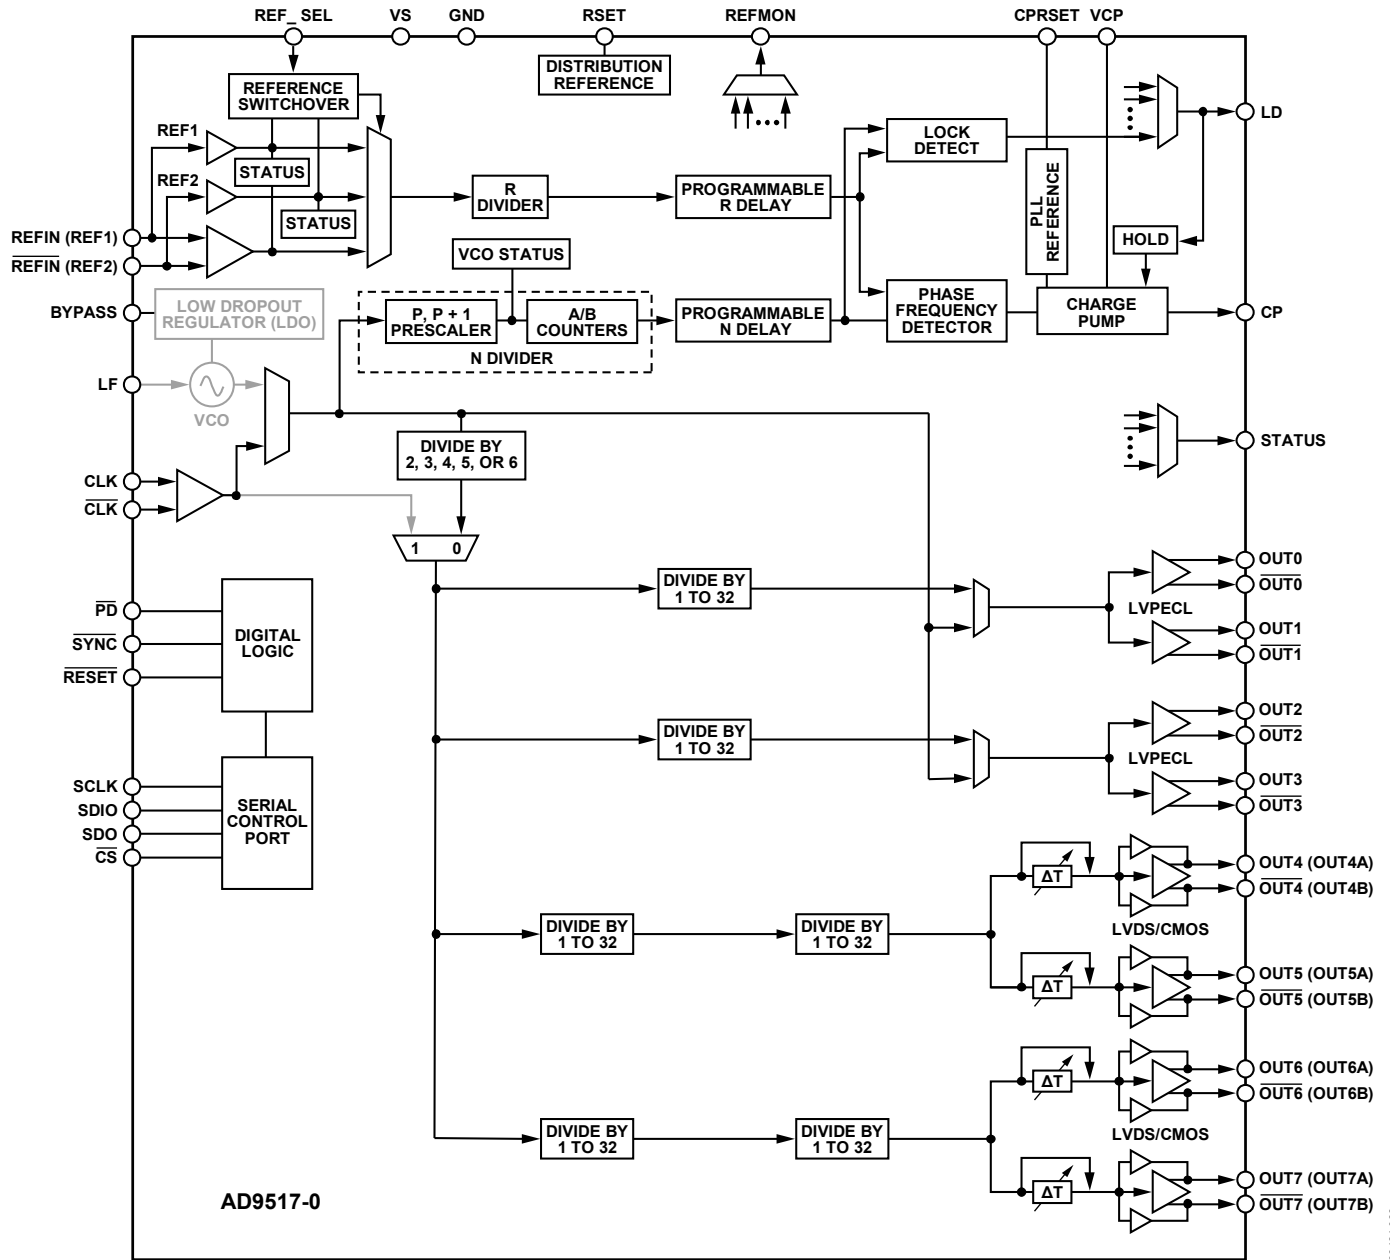 REF_ SEL
VS
GND
RSET
REFMON
CPRSET
VCP
DISTRIBUTION
REFERENCE
REFERENCE
SWITCHOVER
REF1
STATUS
REF2
STATUS
R
DIVIDER
PROGRAMMABLE
R DELAY
LOCK
DETECT
LD
PLL
REFERENCE
HOLD
REFIN (REF1)
REFIN (REF2)
BYPASS
LOW DROPOUT
REGULATOR (LDO)
VCO STATUS
P, P + 1
PRESCALER
A/B
COUNTERS
N DIVIDER
PROGRAMMABLE
N DELAY
PHASE
FREQUENCY
DETECTOR
CHARGE
PUMP
CP
LF
VCO
STATUS
DIVIDE BY
2, 3, 4, 5, OR 6
CLK
CLK
1 0
PD
SYNC
RESET
DIGITAL
LOGIC
DIVIDE BY
1 TO 32
LVPECL
OUT0
OUT0
OUT1
OUT1
DIVIDE BY
1 TO 32
LVPECL
OUT2
OUT2
OUT3
OUT3
SCLK
SDIO
SDO
CS
SERIAL
CONTROL
PORT
ΔT
OUT4 (OUT4A)
OUT4 (OUT4B)
DIVIDE BY
1 TO 32
DIVIDE BY
1 TO 32
LVDS/CMOS
ΔT
OUT5 (OUT5A)
OUT5 (OUT5B)
ΔT
OUT6 (OUT6A)
OUT6 (OUT6B)
DIVIDE BY
1 TO 32
DIVIDE BY
1 TO 32
LVDS/CMOS
ΔT
OUT7 (OUT7A)
OUT7 (OUT7B)
AD9517-0